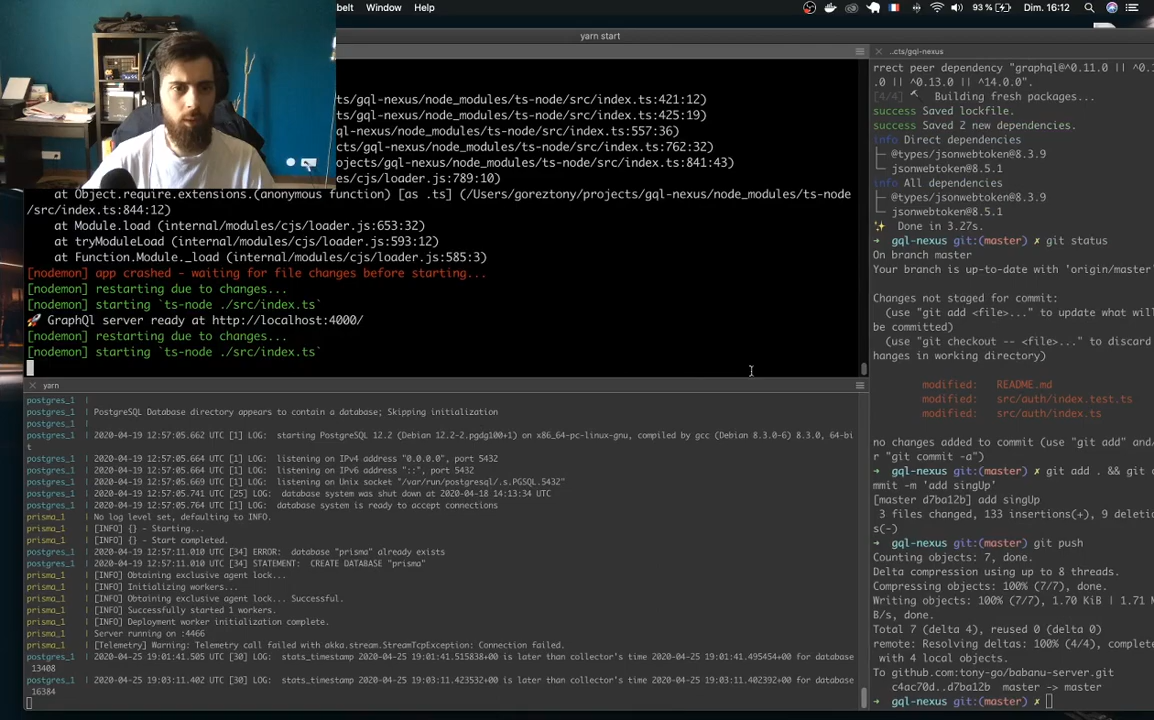 belt Window Help
93 % Dim. 16:12
yarn start
ts/gql-nexus/node_modules/ts-node/src/index.ts:421:12)
ts/gql-nexus/node_modules/ts-node/src/index.ts:425:19)
gql-nexus/node_modules/ts-node/src/index.ts:557:36)
ts/gql-nexus/node_modules/ts-node/src/index.ts:762:32)
ojects/gql-nexus/node_modules/ts-node/src/index.ts:841:43)
es/cjs/loader.js:789:10)
at Object.require.extensions.(anonymous function) [as .ts] (/Users/goreztony/projects/gql-nexus/node_modules/ts-node
/src/index.ts:844:12)
at Module.load (internal/modules/cjs/loader.js:653:32)
at tryModuleLoad (internal/modules/cjs/loader.js:593:12)
at Function.Module._load (internal/modules/cjs/loader.js:585:3)
[nodemon] app crashed - waiting for file changes before starting...
[nodemon] restarting due to changes...
[nodemon] starting `ts-node ./src/index.ts`
🚀 GraphQl server ready at http://localhost:4000/
[nodemon] restarting due to changes...
[nodemon] starting `ts-node ./src/index.ts`
yarn
postgres_1 |
postgres_1 | PostgreSQL Database directory appears to contain a database; Skipping initialization
postgres_1 |
postgres_1 | 2020-04-19 12:57:05.662 UTC [1] LOG: starting PostgreSQL 12.2 (Debian 12.2-2.pgdg100+1) on x86_64-pc-linux-gnu, compiled by gcc (Debian 8.3.0-6) 8.3.0, 64-bi
t
postgres_1 | 2020-04-19 12:57:05.664 UTC [1] LOG: listening on IPv4 address "0.0.0.0", port 5432
postgres_1 | 2020-04-19 12:57:05.664 UTC [1] LOG: listening on IPv6 address "::", port 5432
postgres_1 | 2020-04-19 12:57:05.669 UTC [1] LOG: listening on Unix socket "/var/run/postgresql/.s.PGSQL.5432"
postgres_1 | 2020-04-19 12:57:05.741 UTC [25] LOG: database system was shut down at 2020-04-18 14:13:34 UTC
postgres_1 | 2020-04-19 12:57:05.764 UTC [1] LOG: database system is ready to accept connections
prisma_1 | No log level set, defaulting to INFO.
prisma_1 | [INFO] {} - Starting...
prisma_1 | [INFO] {} - Start completed.
postgres_1 | 2020-04-19 12:57:11.010 UTC [34] ERROR: database "prisma" already exists
postgres_1 | 2020-04-19 12:57:11.010 UTC [34] STATEMENT: CREATE DATABASE "prisma"
prisma_1 | [INFO] Obtaining exclusive agent lock...
prisma_1 | [INFO] Initializing workers...
prisma_1 | [INFO] Obtaining exclusive agent lock... Successful.
prisma_1 | [INFO] Successfully started 1 workers.
prisma_1 | [INFO] Deployment worker initialization complete.
prisma_1 | Server running on :4466
prisma_1 | [Telemetry] Warning: Telemetry call failed with akka.stream.StreamTcpException: Connection failed.
postgres_1 | 2020-04-25 19:01:41.505 UTC [30] LOG: stats_timestamp 2020-04-25 19:01:41.515838+00 is later than collector's time 2020-04-25 19:01:41.495454+00 for database
13408
postgres_1 | 2020-04-25 19:03:11.402 UTC [30] LOG: stats_timestamp 2020-04-25 19:03:11.423532+00 is later than collector's time 2020-04-25 19:03:11.402392+00 for database
16384
..cts/gql-nexus
rrect peer dependency "graphql@^0.11.0 || ^0.1
.0 || ^0.13.0 || ^14.0.0".
[4/4] 🔨 Building fresh packages...
success Saved lockfile.
success Saved 2 new dependencies.
info Direct dependencies
├─ @types/jsonwebtoken@8.3.9
└─ jsonwebtoken@8.5.1
info All dependencies
├─ @types/jsonwebtoken@8.3.9
└─ jsonwebtoken@8.5.1
✨ Done in 3.27s.
➜ gql-nexus git:(master) ✗ git status
On branch master
Your branch is up-to-date with 'origin/master'
Changes not staged for commit:
(use "git add <file>..." to update what will
be committed)
(use "git checkout -- <file>..." to discard
hanges in working directory)
modified: README.md
modified: src/auth/index.test.ts
modified: src/auth/index.ts
no changes added to commit (use "git add" and/
r "git commit -a")
➜ gql-nexus git:(master) ✗ git add . && git c
mmit -m 'add singUp'
[master d7ba12b] add singUp
3 files changed, 133 insertions(+), 9 deletio
s(-)
➜ gql-nexus git:(master) git push
Counting objects: 7, done.
Delta compression using up to 8 threads.
Compressing objects: 100% (7/7), done.
Writing objects: 100% (7/7), 1.70 KiB | 1.71 M
B/s, done.
Total 7 (delta 4), reused 0 (delta 0)
remote: Resolving deltas: 100% (4/4), complete
with 4 local objects.
To github.com:tony-go/babanu-server.git
c4ac70d..d7ba12b master -> master
➜ gql-nexus git:(master) ✗